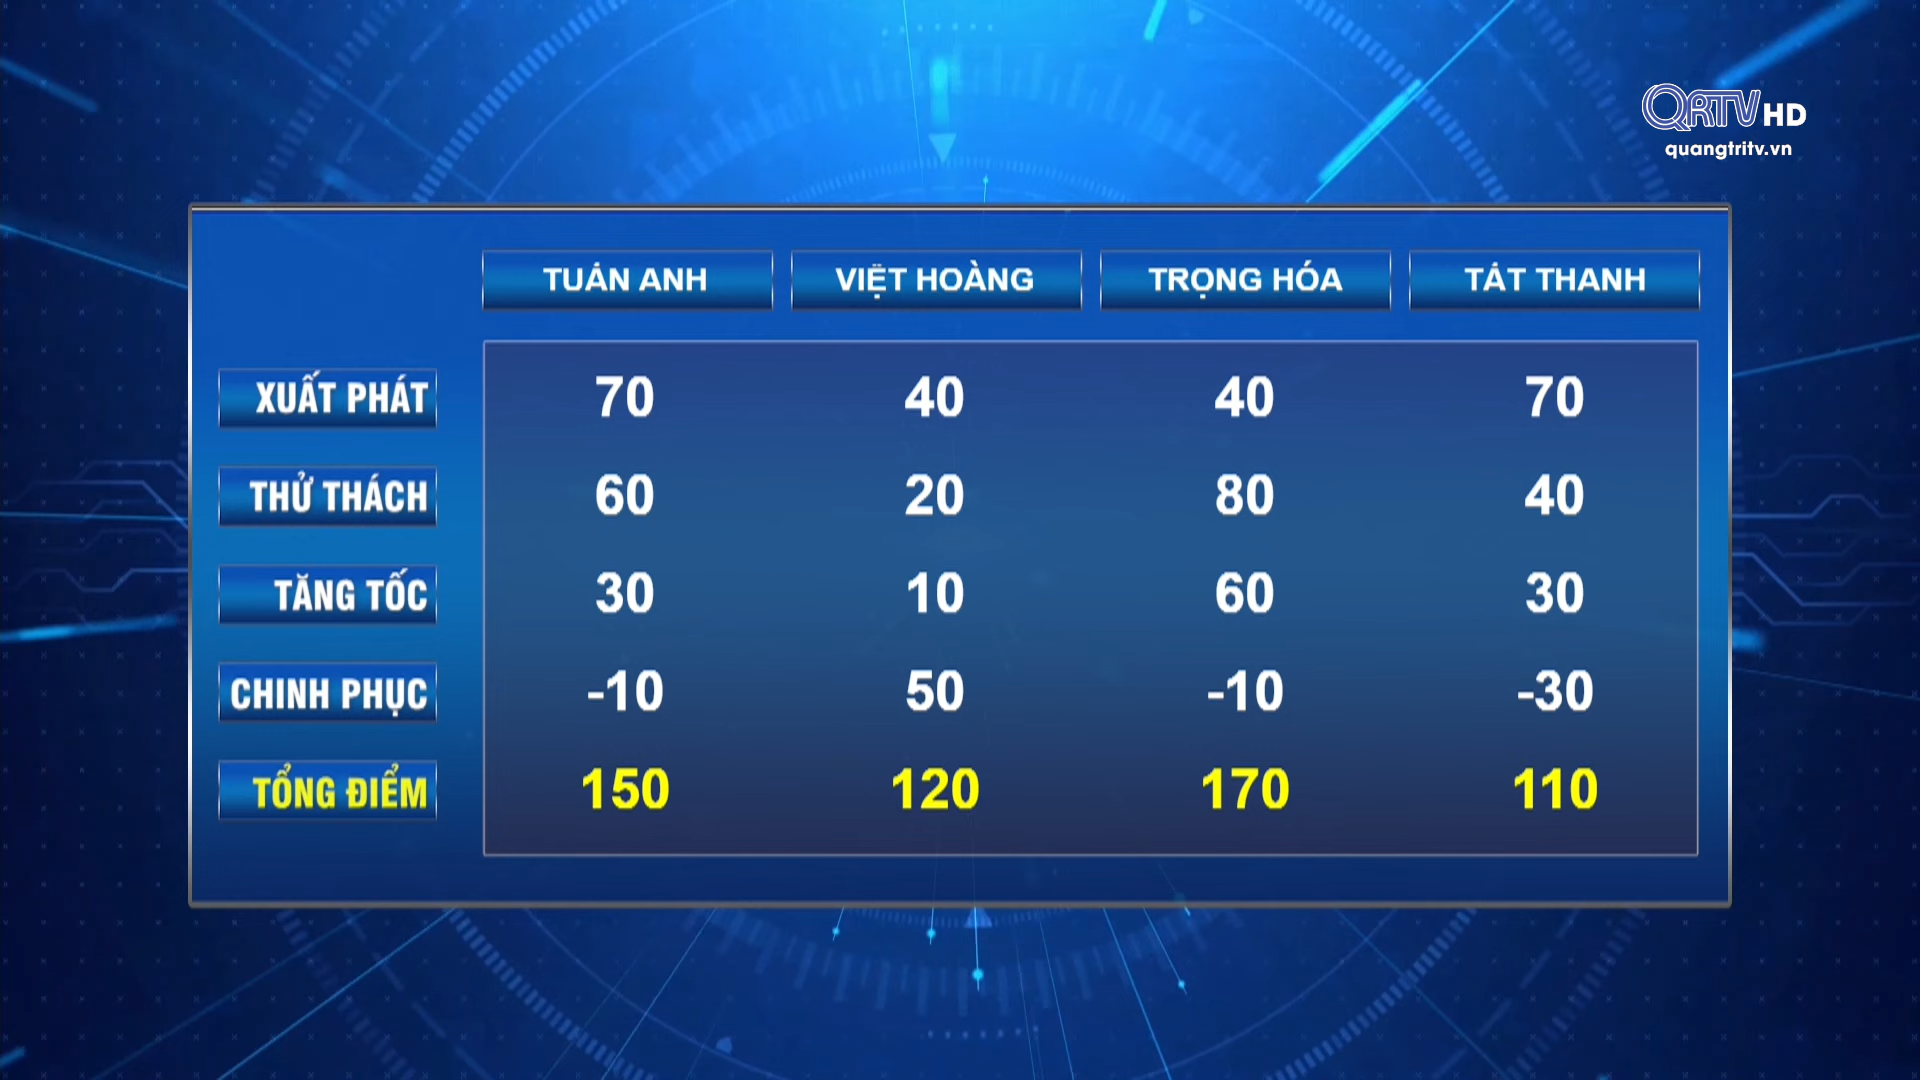 QRTV HD
quangtritv.vn
TUẤN ANH VIỆT HOÀNG TRỌNG HÓA TẤT THANH
XUẤT PHÁT 70 40 40 70
THỬ THÁCH 60 20 80 40
TĂNG TỐC 30 10 60 30
CHINH PHỤC -10 50 -10 -30
TỔNG ĐIỂM 150 120 170 110